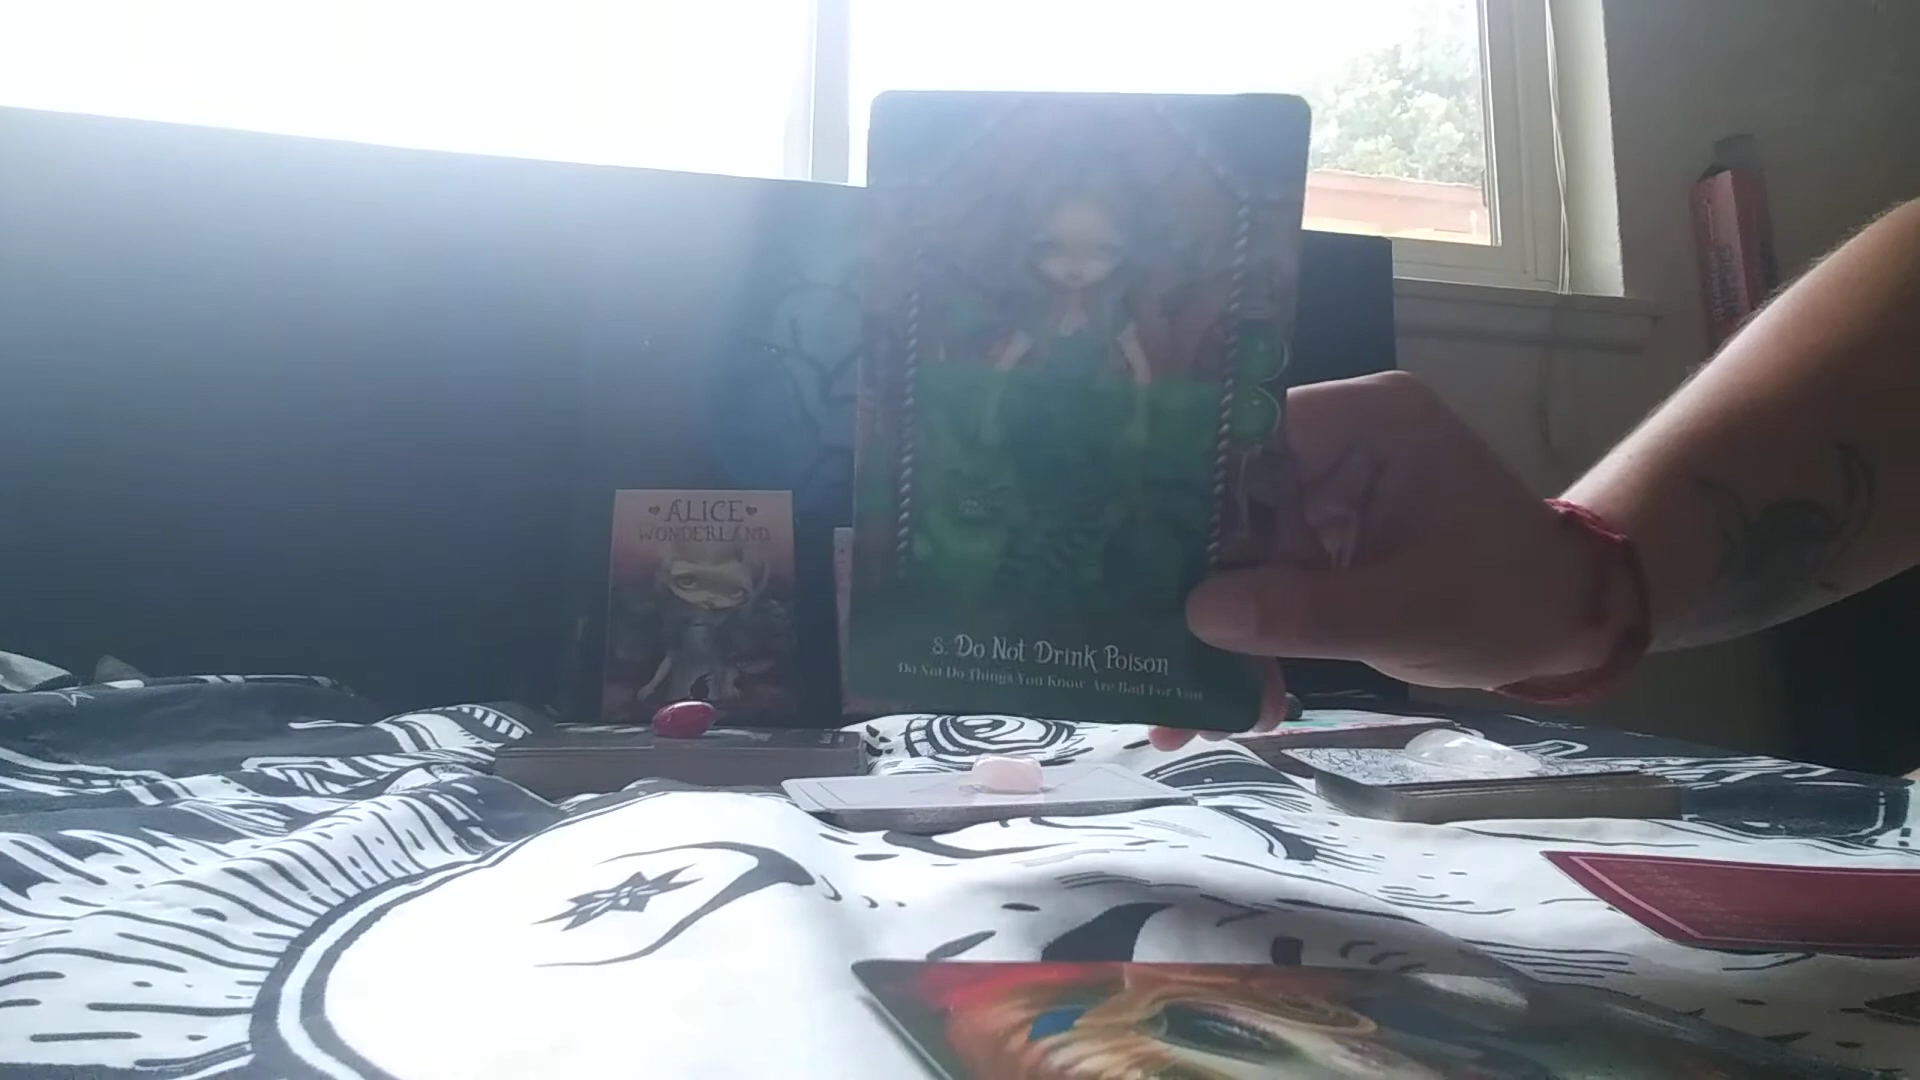 ALICE
WONDERLAND
8. Do Not Drink Poison
Do Not Do Things You Know Are Bad For You